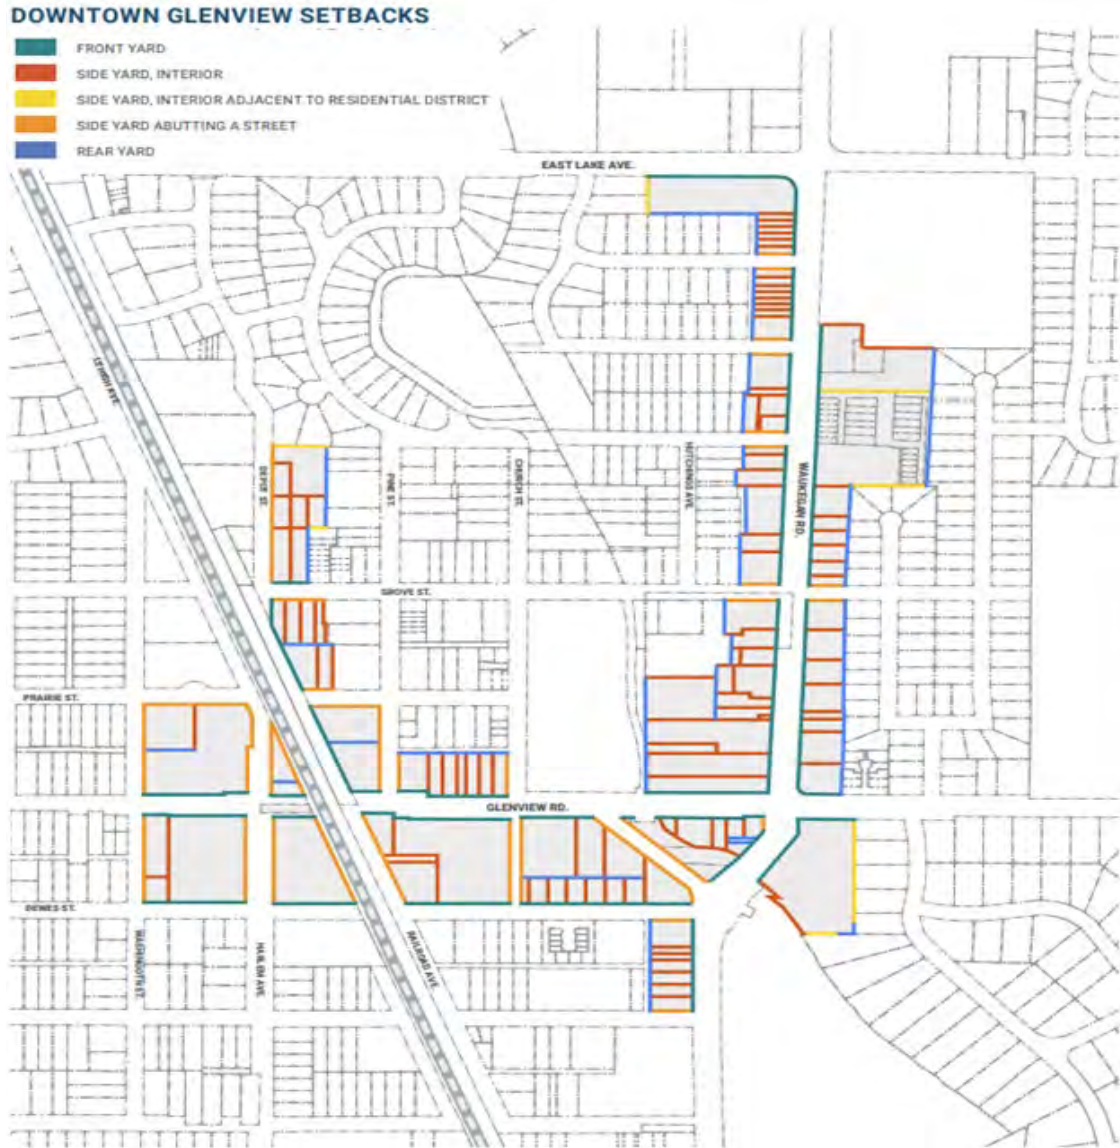 DOWNTOWN GLENVIEW SETBACKS
FRONT YARD
SIDE YARD, INTERIOR
SIDE YARD, INTERIOR ADJACENT TO RESIDENTIAL DISTRICT
SIDE YARD ABUTTING A STREET
REAR YARD
EAST LAKE AVE.
LEHIGH AVE.
DEPOT ST.
PINE ST.
CHURCH ST.
HUTCHINGS AVE.
WAUKEGAN RD.
GROVE ST.
PRAIRIE ST.
GLENVIEW RD.
DEWES ST.
WASHINGTON ST.
HARLEM AVE.
RAILROAD AVE.